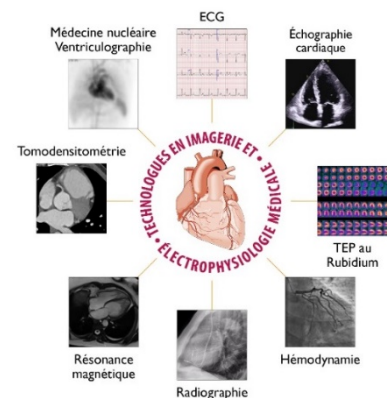 ECG
Médecine nucléaire
Ventriculographie
Échographie
cardiaque
Tomodensitométrie
• TECHNOLOGUES EN IMAGERIE ET •
ÉLECTROPHYSIOLOGIE MÉDICALE
TEP au
Rubidium
Résonance
magnétique
Hémodynamie
Radiographie